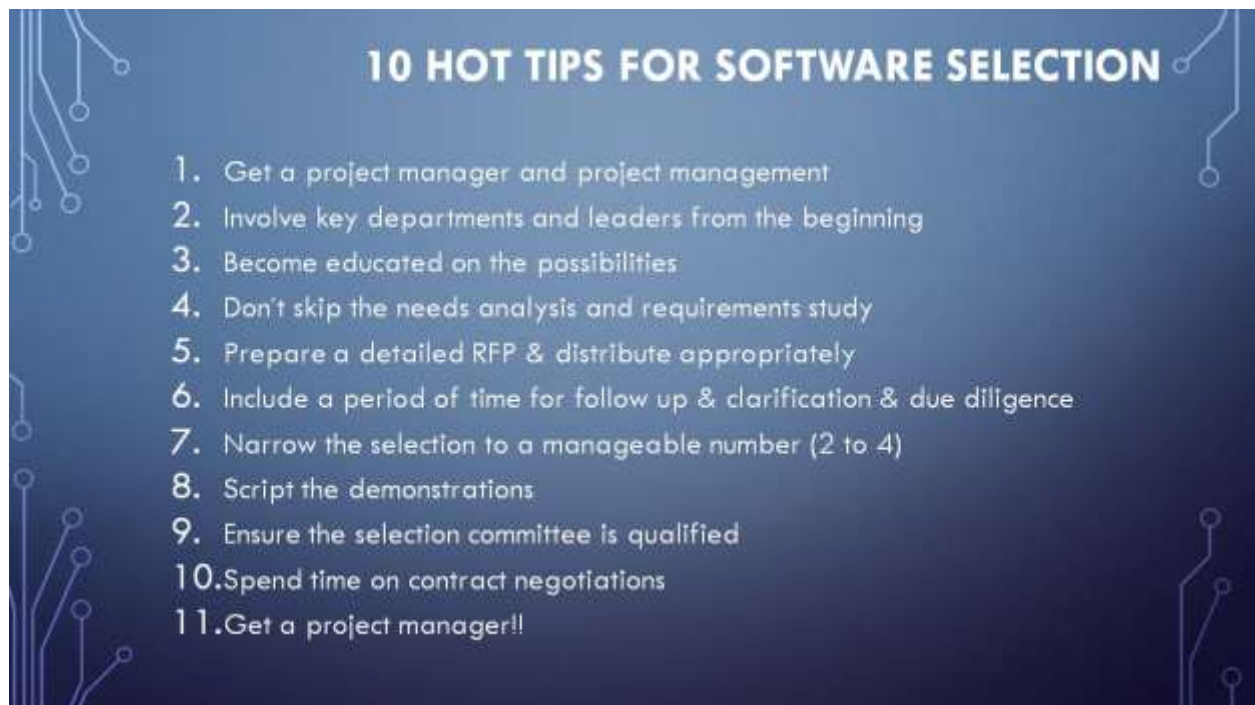 10 HOT TIPS FOR SOFTWARE SELECTION
1. Get a project manager and project management
2. Involve key departments and leaders from the beginning
3. Become educated on the possibilities
4. Don't skip the needs analysis and requirements study
5. Prepare a detailed RFP & distribute appropriately
6. Include a period of time for follow up & clarification & due diligence
7. Narrow the selection to a manageable number (2 to 4)
8. Script the demonstrations
9. Ensure the selection committee is qualified
10.Spend time on contract negotiations
11.Get a project manager!!